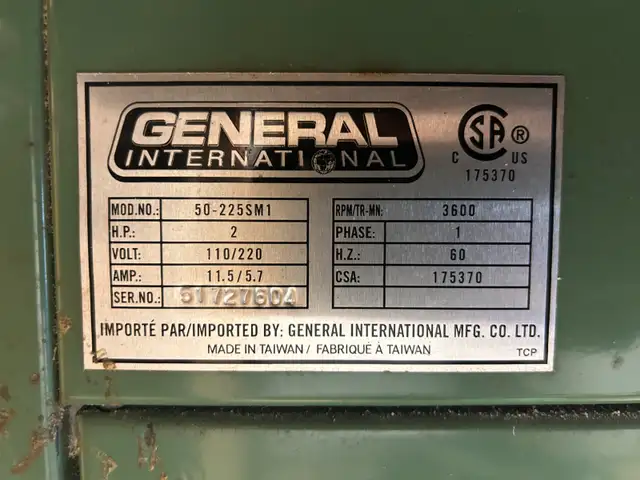 GENERAL
INTERNATIONAL
CSA ®
C US
175370
MOD.NO.: 50-225SM1
H.P.: 2
VOLT: 110/220
AMP.: 11.5/5.7
SER.NO.: 51727604
RPM/TR-MN: 3600
PHASE: 1
H.Z.: 60
CSA: 175370
IMPORTÉ PAR/IMPORTED BY: GENERAL INTERNATIONAL MFG. CO. LTD.
MADE IN TAIWAN / FABRIQUÉ À TAIWAN
TCP